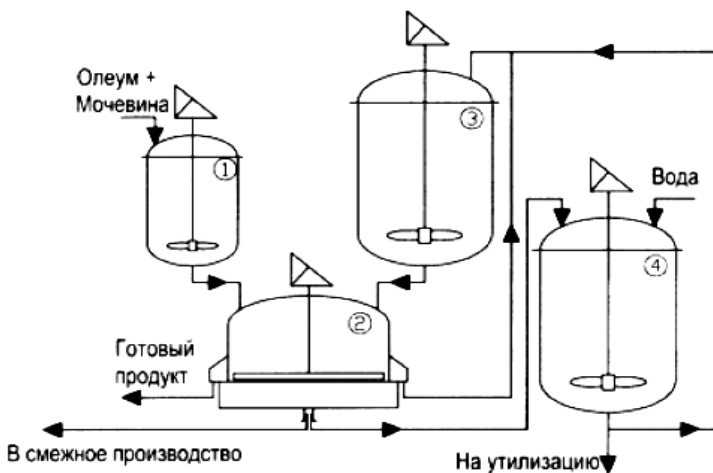 Олеум +
Мочевина
①
③
Вода
④
②
Готовый
продукт
В смежное производство
На утилизацию